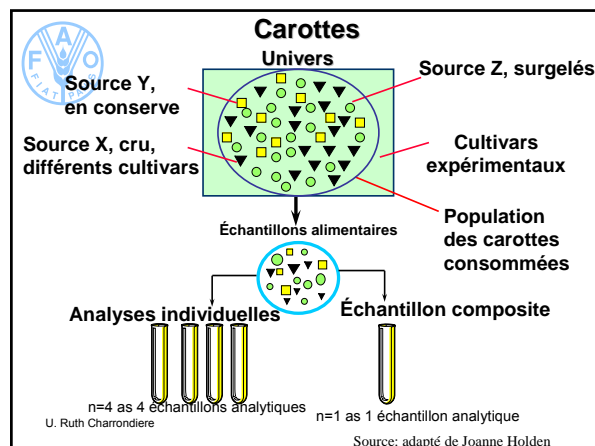 Carottes
Univers
Source Y,
en conserve
Source Z, surgelés
Source X, cru,
différents cultivars
Cultivars
expérimentaux
Population
des carottes
consommées
Échantillons alimentaires
Analyses individuelles
Échantillon composite
n=4 as 4 échantillons analytiques
n=1 as 1 échantillon analytique
U. Ruth Charrondiere
Source: adapté de Joanne Holden
F A O
FIAT PA